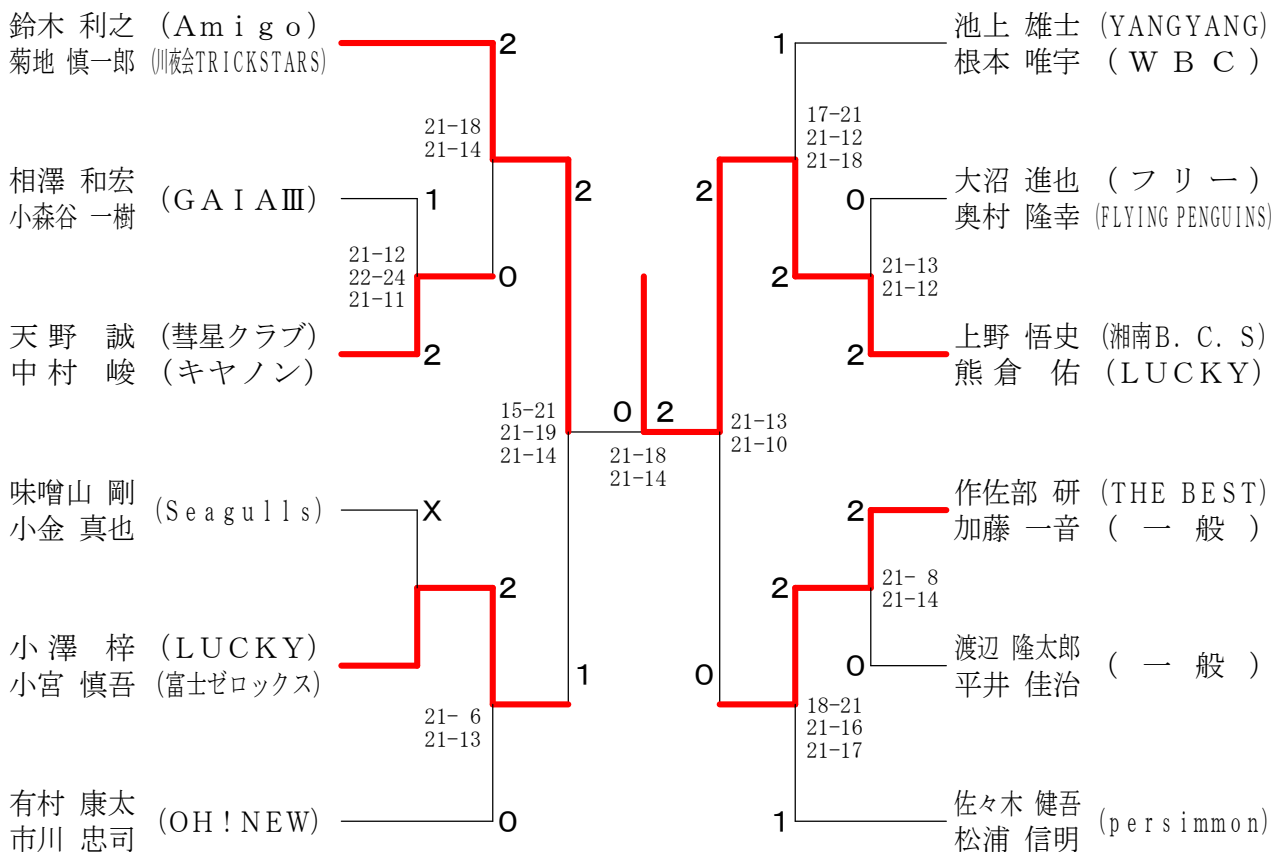 鈴木 利之 (Amigo)
菊地 慎一郎 (川夜会TRICKSTARS)
2
21-18
21-14
相澤 和宏
小森谷 一樹
(GAIAⅢ)
1
21-12
22-24
21-11
0
天野 誠 (彗星クラブ)
中村 峻 (キヤノン)
2
2
15-21
21-19
21-14
味噌山 剛
小金 真也
(Seagulls)
X
2
小澤 梓 (LUCKY)
小宮 慎吾 (富士ゼロックス)
1
21- 6
21-13
有村 康太
市川 忠司
(OH!NEW)
0
0 2
21-18
21-14
池上 雄士 (YANGYANG)
根本 唯宇 (WBC)
1
17-21
21-12
21-18
2
大沼 進也 (フリー)
奥村 隆幸 (FLYING PENGUINS)
0
21-13
21-12
2
上野 悟史 (湘南B.C.S)
熊倉 佑 (LUCKY)
2
21-13
21-10
作佐部 研 (THE BEST)
加藤 一音 (一般)
2
21- 8
21-14
2
渡辺 隆太郎
平井 佳治
(一般)
0
0
18-21
21-16
21-17
佐々木 健吾
松浦 信明
(persimmon)
1